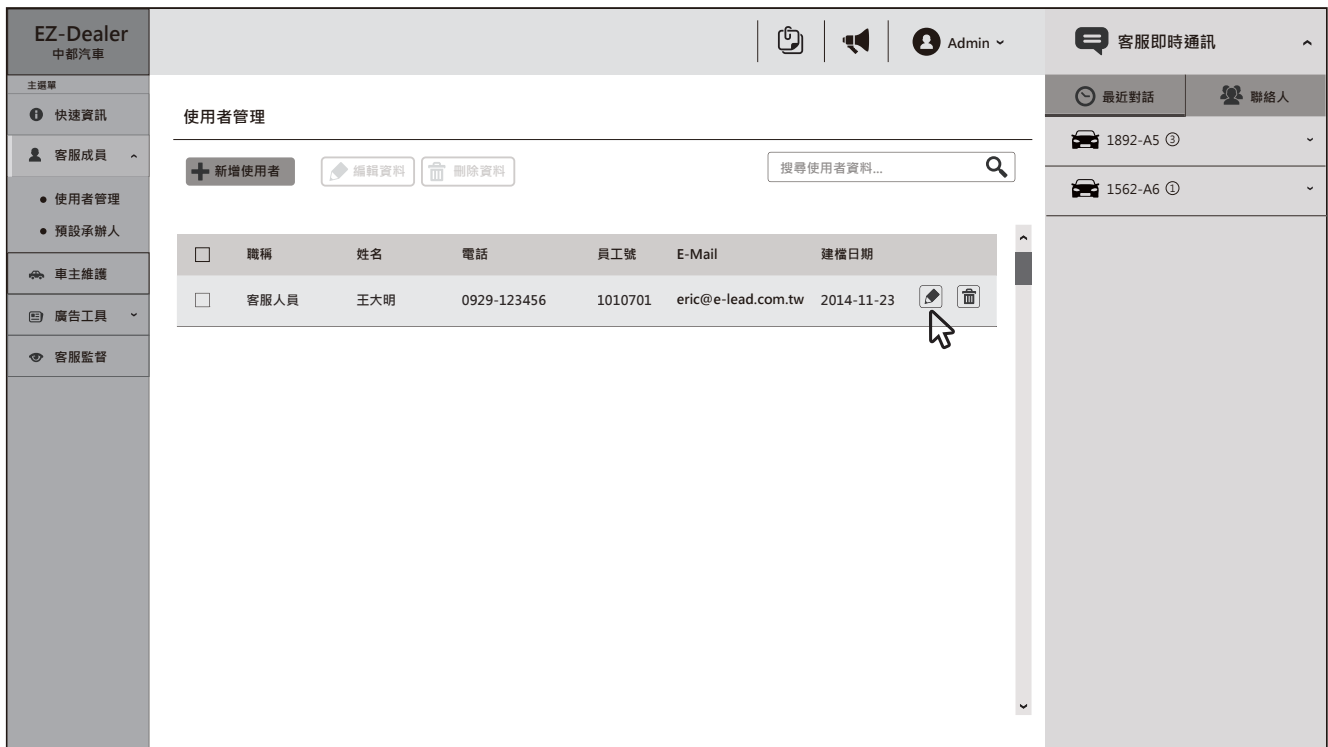 EZ-Dealer
中都汽車
Admin
主選單
快速資訊
客服成員
使用者管理
預設承辦人
車主維護
廣告工具
客服監督
使用者管理
新增使用者 編輯資料 刪除資料 搜尋使用者資料...
職稱 姓名 電話 員工號 E-Mail 建檔日期
客服人員 王大明 0929-123456 1010701 eric@e-lead.com.tw 2014-11-23
客服即時通訊
最近對話 聯絡人
1892-A5 ③
1562-A6 ①